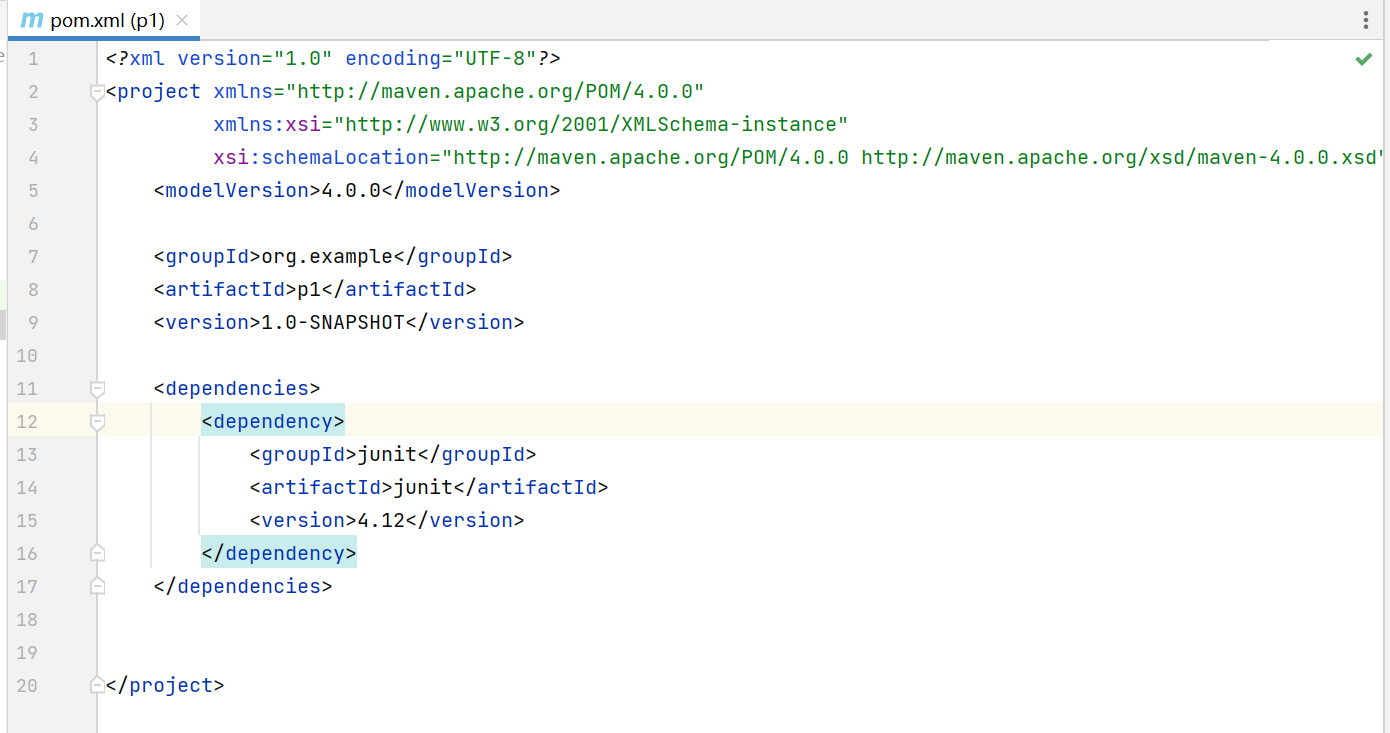 m pom.xml (p1) ×
1 <?xml version="1.0" encoding="UTF-8"?>
2 <project xmlns="http://maven.apache.org/POM/4.0.0"
3          xmlns:xsi="http://www.w3.org/2001/XMLSchema-instance"
4          xsi:schemaLocation="http://maven.apache.org/POM/4.0.0 http://maven.apache.org/xsd/maven-4.0.0.xsd"
5     <modelVersion>4.0.0</modelVersion>
6
7     <groupId>org.example</groupId>
8     <artifactId>p1</artifactId>
9     <version>1.0-SNAPSHOT</version>
10
11     <dependencies>
12         <dependency>
13             <groupId>junit</groupId>
14             <artifactId>junit</artifactId>
15             <version>4.12</version>
16         </dependency>
17     </dependencies>
18
19
20 </project>